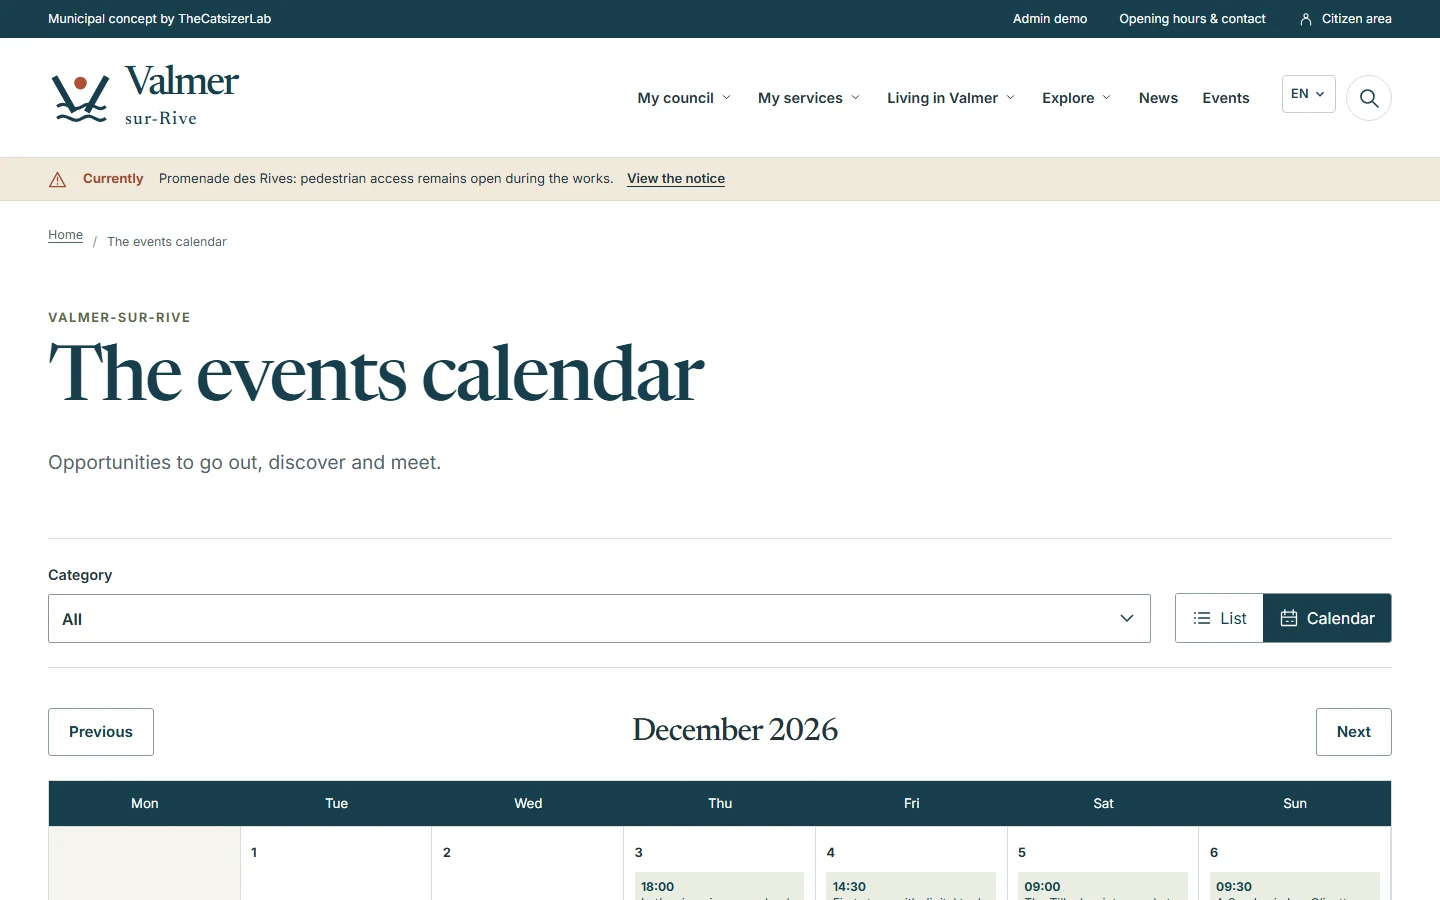 Municipal concept by TheCatsizerLab
Admin demo
Opening hours & contact
Citizen area
Valmer
sur-Rive
My council
My services
Living in Valmer
Explore
News
Events
EN
Currently
Promenade des Rives: pedestrian access remains open during the works.
View the notice
Home
/
The events calendar
VALMER-SUR-RIVE
The events calendar
Opportunities to go out, discover and meet.
Category
All
List
Calendar
Previous
December 2026
Next
Mon
Tue
Wed
Thu
Fri
Sat
Sun
1
2
3
4
5
6
18:00
14:30
09:00
09:30